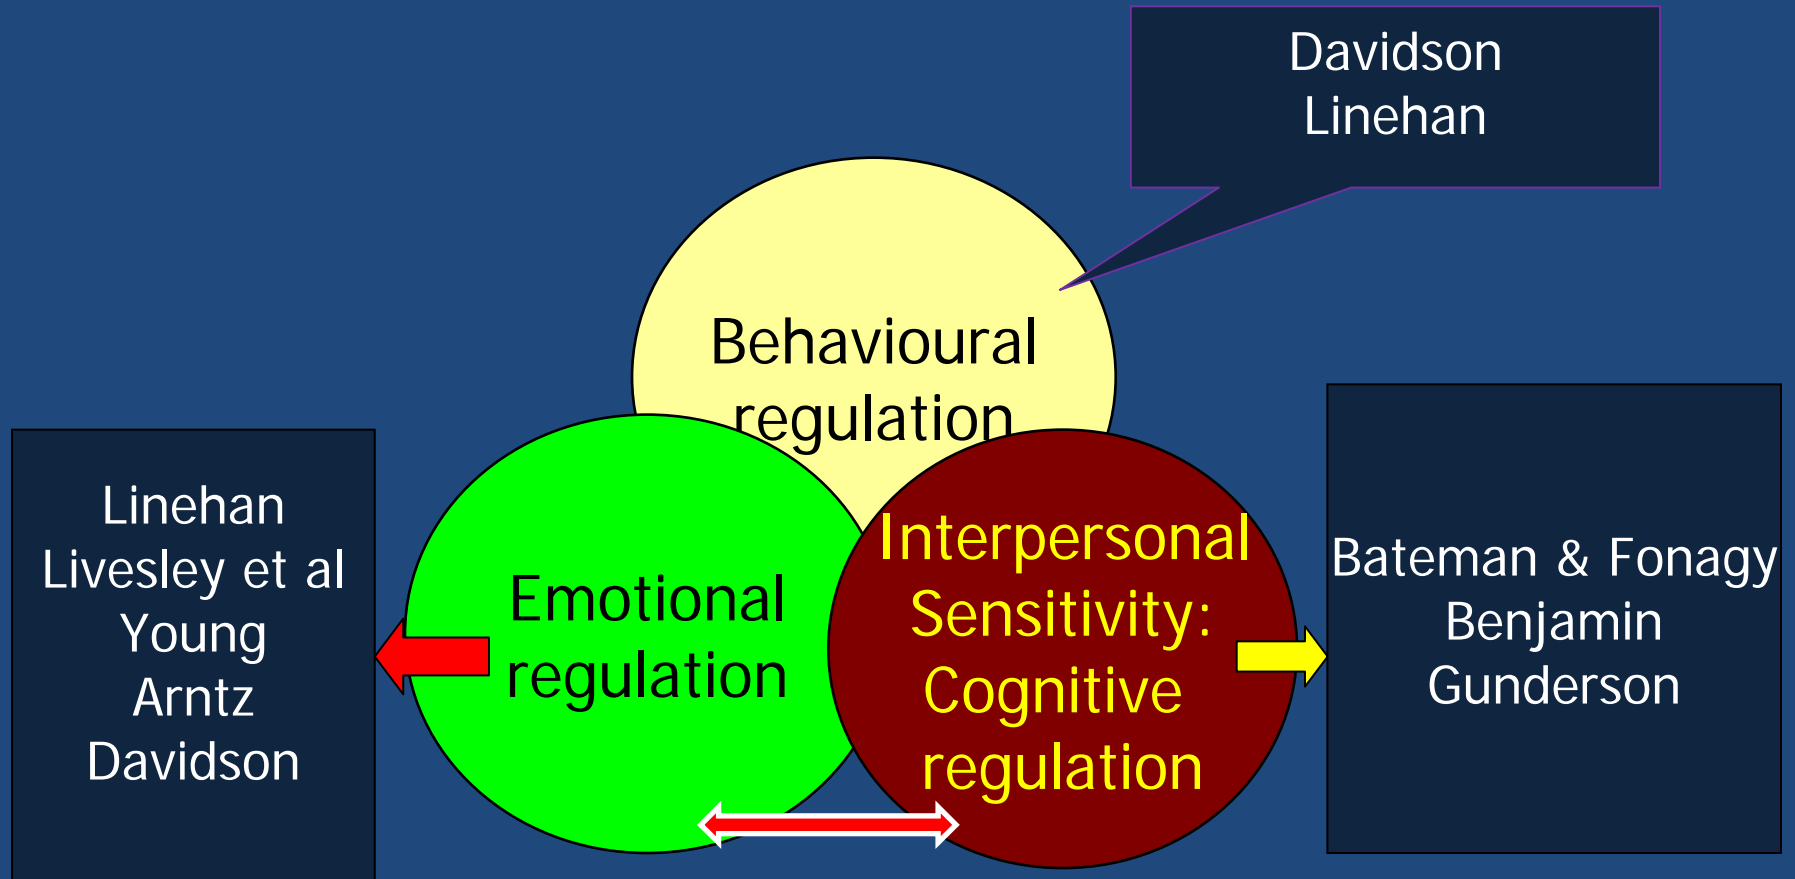 Davidson
Linehan
Behavioural
regulation
Linehan
Livesley et al
Young
Arntz
Davidson
Emotional
regulation
Interpersonal
Sensitivity:
Cognitive
regulation
Bateman & Fonagy
Benjamin
Gunderson